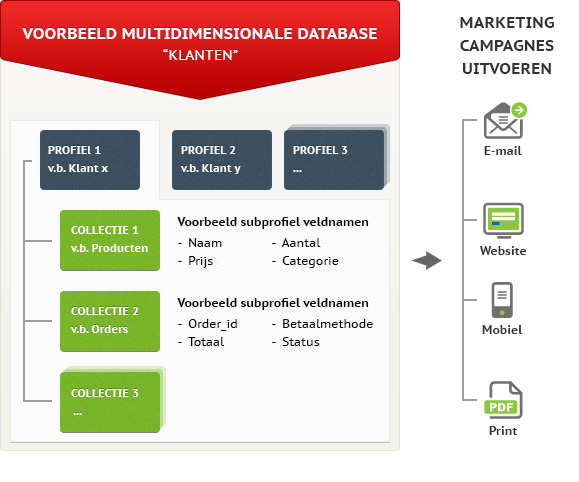 VOORBEELD MULTIDIMENSIONALE DATABASE
“KLANTEN”
MARKETING
CAMPAGNES
UITVOEREN
PROFIEL 1
v.b. Klant x
PROFIEL 2
v.b. Klant y
PROFIEL 3
...
COLLECTIE 1
v.b. Producten
Voorbeeld subprofiel veldnamen
- Naam - Aantal
- Prijs - Categorie
COLLECTIE 2
v.b. Orders
Voorbeeld subprofiel veldnamen
- Order_id - Betaalmethode
- Totaal - Status
COLLECTIE 3
...
E-mail
Website
Mobiel
PDF
Print